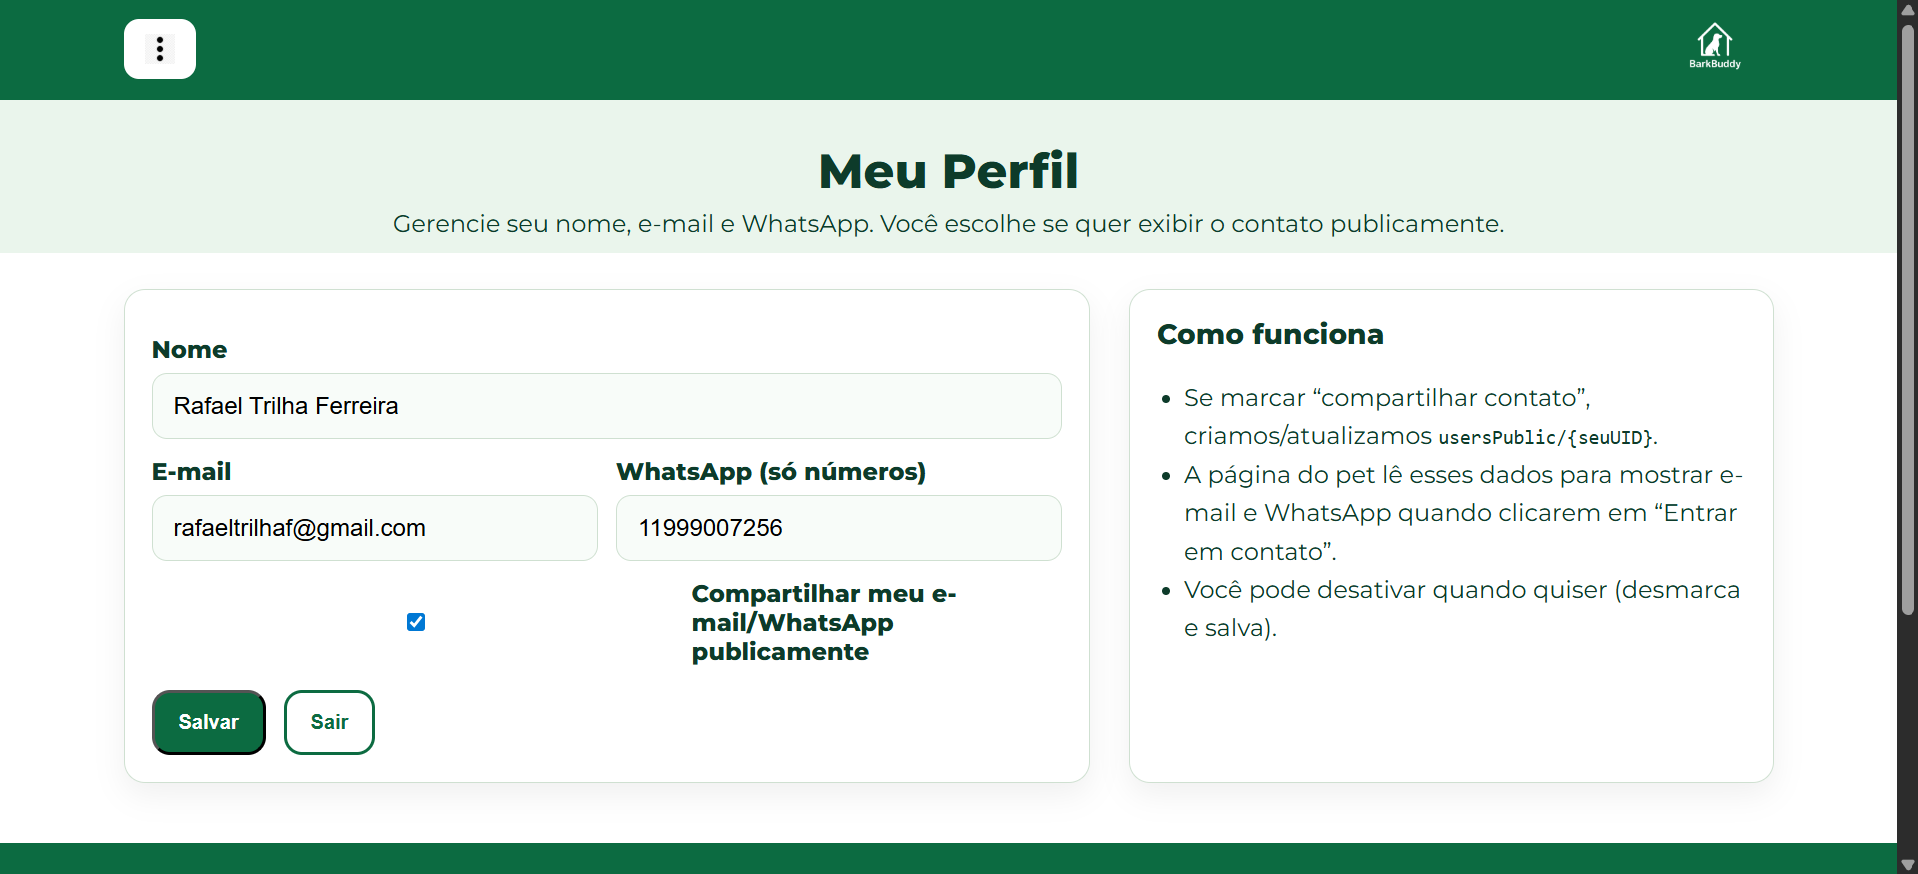 BarkBuddy
Meu Perfil
Gerencie seu nome, e-mail e WhatsApp. Você escolhe se quer exibir o contato publicamente.
Nome
Rafael Trilha Ferreira
E-mail
WhatsApp (só números)
rafaeltrilhaf@gmail.com
11999007256
Compartilhar meu e-
mail/WhatsApp
publicamente
Salvar
Sair
Como funciona
• Se marcar “compartilhar contato”,
criamos/atualizamos usersPublic/{seuUID}.
• A página do pet lê esses dados para mostrar e-
mail e WhatsApp quando clicarem em “Entrar
em contato”.
• Você pode desativar quando quiser (desmarca
e salva).